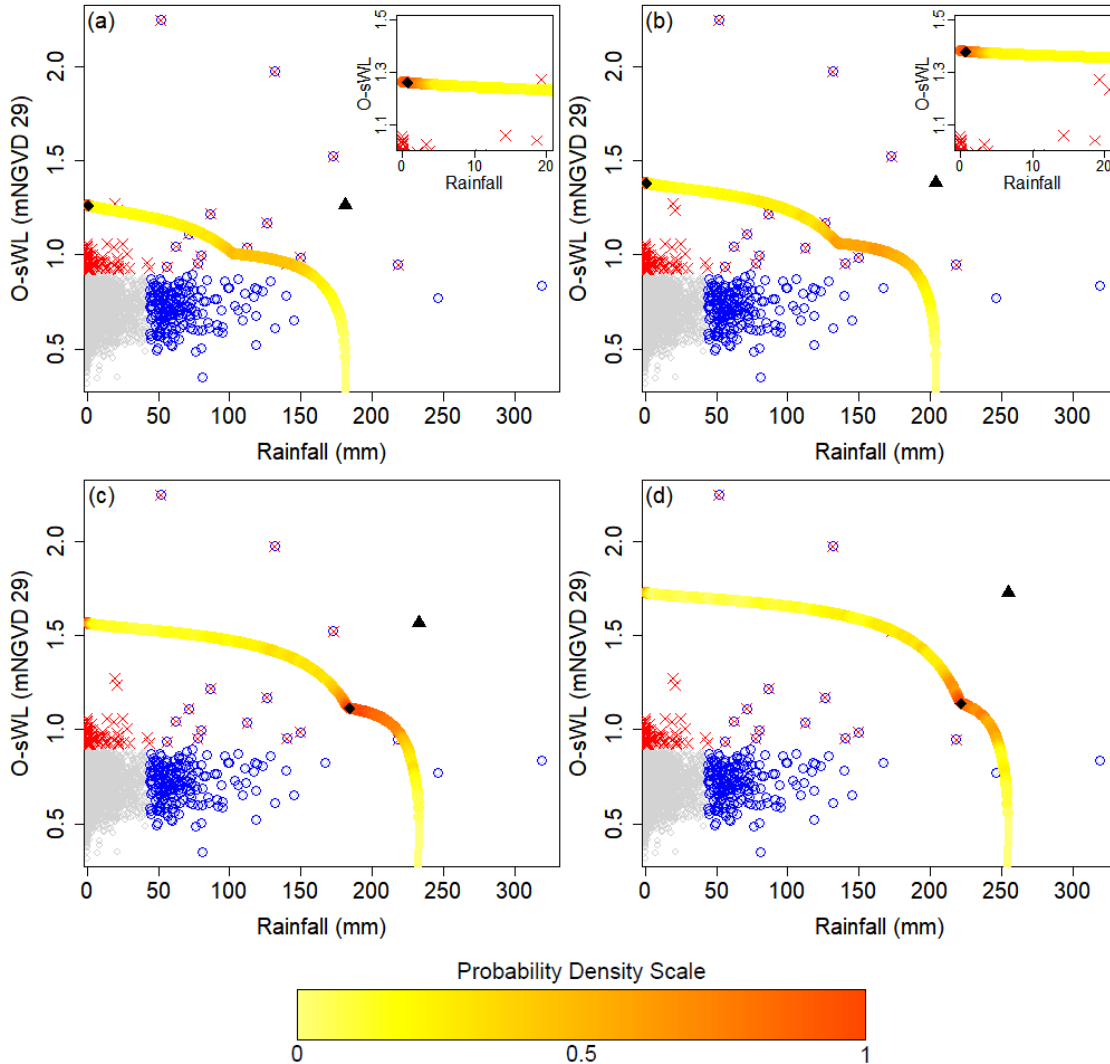 (a)
O-sWL (mNGVD 29)
0.5 1.0 1.5 2.0
0 50 100 150 200 250 300
Rainfall (mm)
O-sWL
1.1 1.3 1.5
0 10 20
Rainfall
(b)
O-sWL (mNGVD 29)
0.5 1.0 1.5 2.0
0 50 100 150 200 250 300
Rainfall (mm)
O-sWL
1.1 1.3 1.5
0 10 20
Rainfall
(c)
O-sWL (mNGVD 29)
0.5 1.0 1.5 2.0
0 50 100 150 200 250 300
Rainfall (mm)
(d)
O-sWL (mNGVD 29)
0.5 1.0 1.5 2.0
0 50 100 150 200 250 300
Rainfall (mm)
Probability Density Scale
0 0.5 1